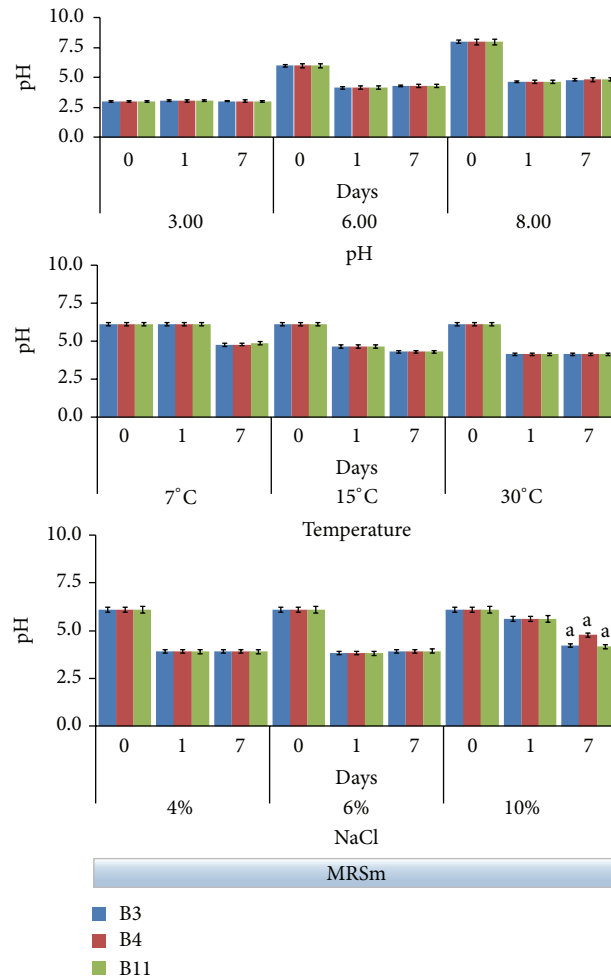 10.0
7.5
5.0
2.5
0.0
pH
0 1 7 0 1 7 0 1 7
Days
3.00 6.00 8.00
pH
10.0
7.5
5.0
2.5
0.0
pH
0 1 7 0 1 7 0 1 7
Days
7°C 15°C 30°C
Temperature
10.0
7.5
5.0
2.5
0.0
pH
a a a
0 1 7 0 1 7 0 1 7
Days
4% 6% 10%
NaCl
MRSm
B3
B4
B11